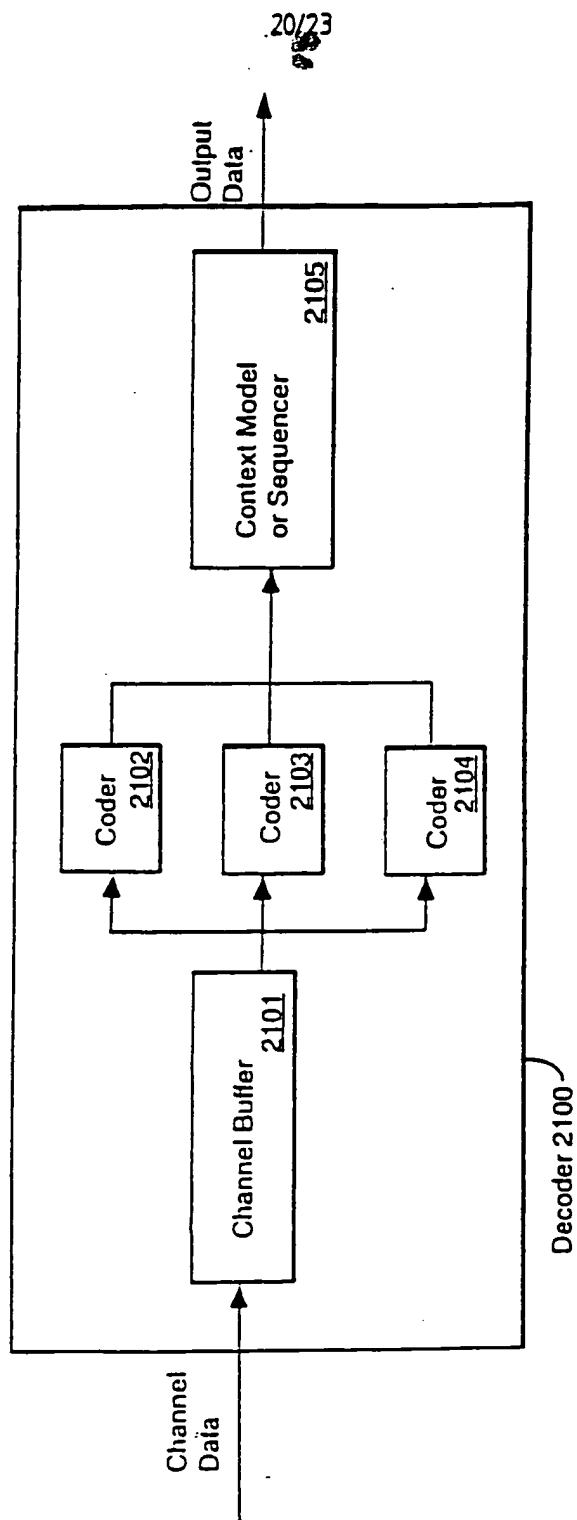 20/23
Channel
Data
Channel Buffer
2101
Coder
2102
Coder
2103
Coder
2104
Context Model
or Sequencer
2105
Output
Data
Decoder 2100